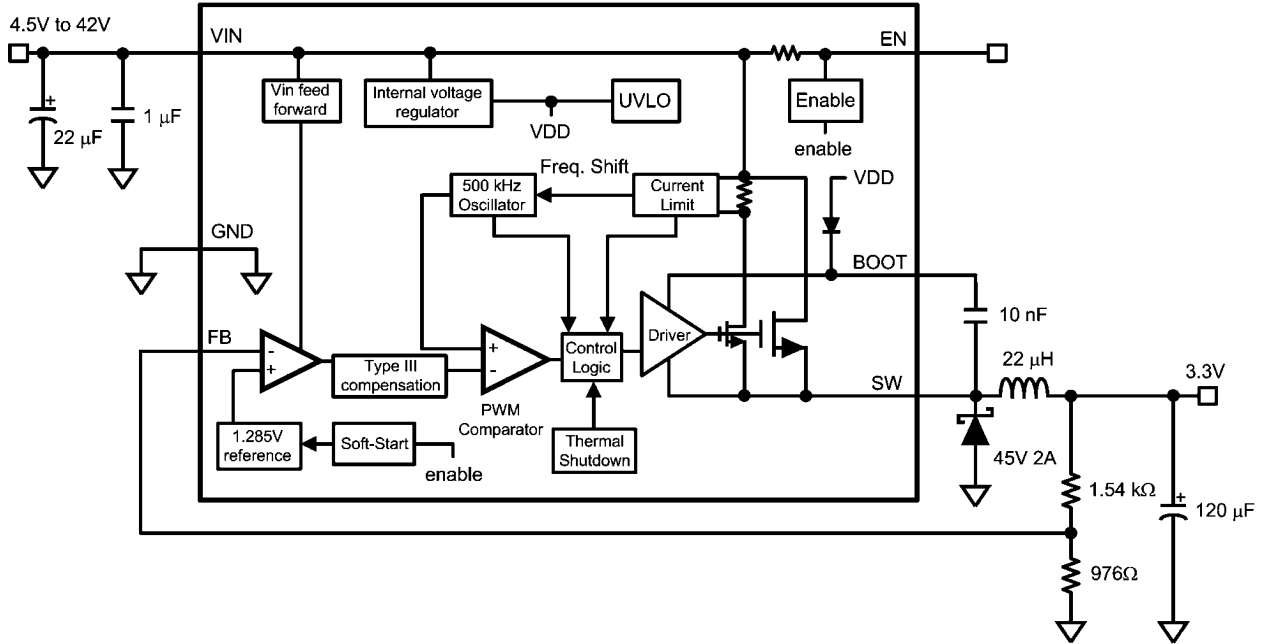 4.5V to 42V
VIN
EN
Vin feed
forward
Internal voltage
regulator
UVLO
Enable
+
22 μF
1 μF
VDD
enable
Freq. Shift
500 kHz
Oscillator
Current
Limit
VDD
GND
BOOT
10 nF
FB
-
+
Type III
compensation
+
-
PWM
Comparator
Control
Logic
Driver
SW
22 μH
3.3V
1.285V
reference
Soft-Start
enable
Thermal
Shutdown
45V 2A
1.54 kΩ
+
120 μF
976Ω